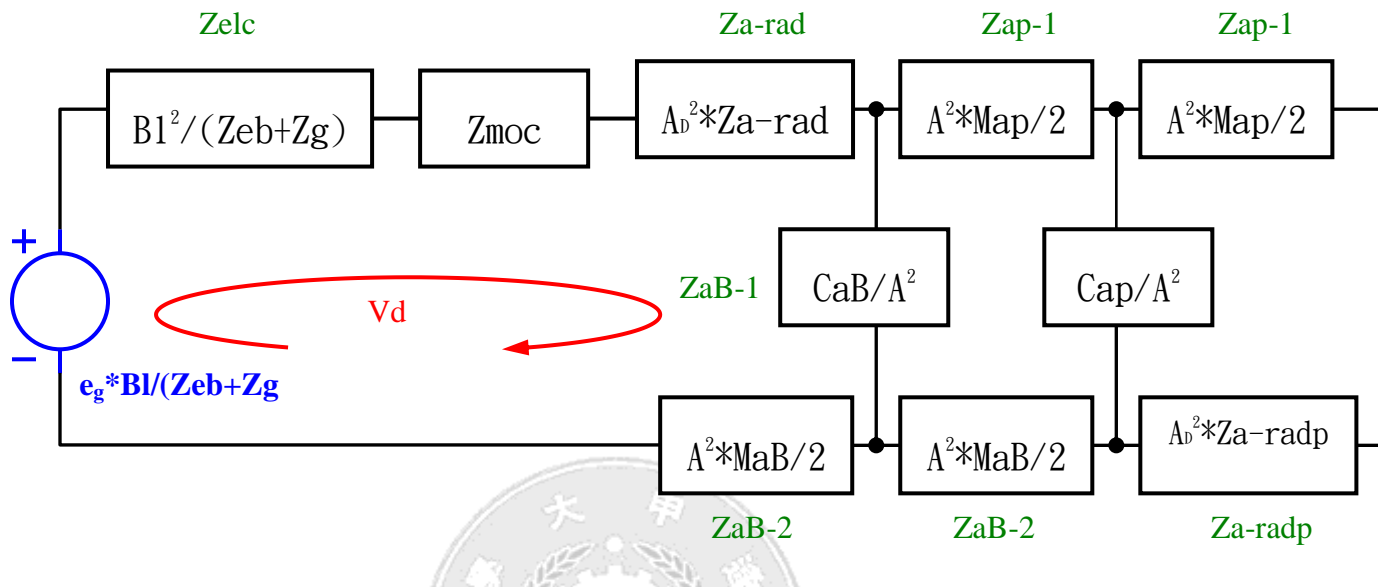 Zelc Za-rad Zap-1 Zap-1
Bl²/(Zeb+Zg) Zmoc A_D²*Za-rad A²*Map/2 A²*Map/2
+
ZaB-1 CaB/A² Cap/A²
Vd
−
e_g*Bl/(Zeb+Zg
A²*MaB/2 A²*MaB/2 A_D²*Za-radp
ZaB-2 ZaB-2 Za-radp
大 甲